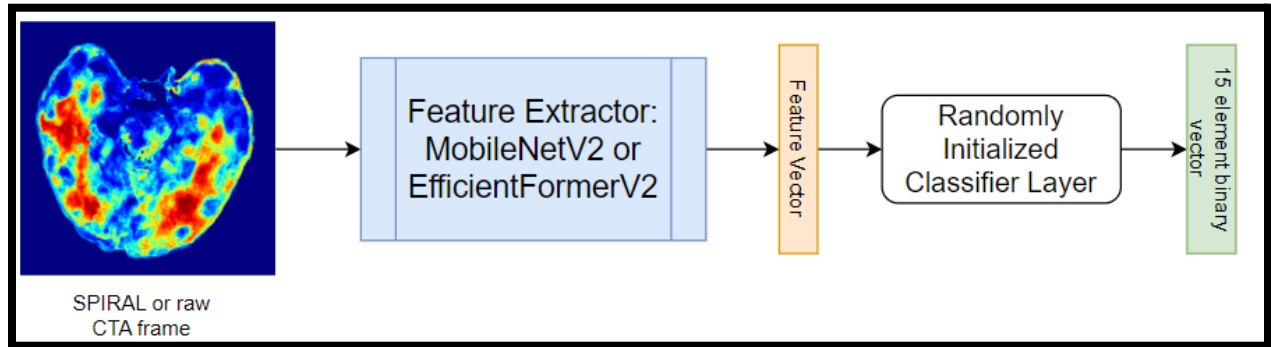 SPIRAL or raw
CTA frame
Feature Extractor:
MobileNetV2 or
EfficientFormerV2
Feature Vector
Randomly
Initialized
Classifier Layer
15 element binary
vector